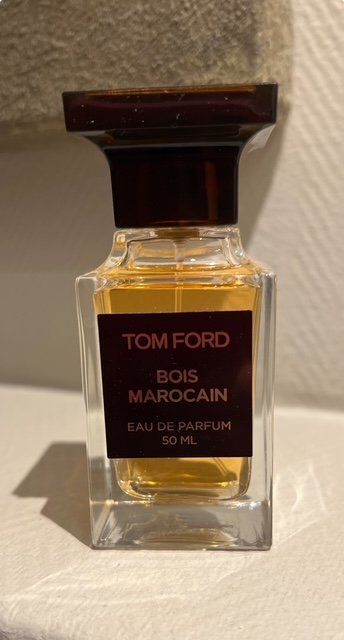 TOM FORD
BOIS
MAROCAIN
EAU DE PARFUM
50 ML